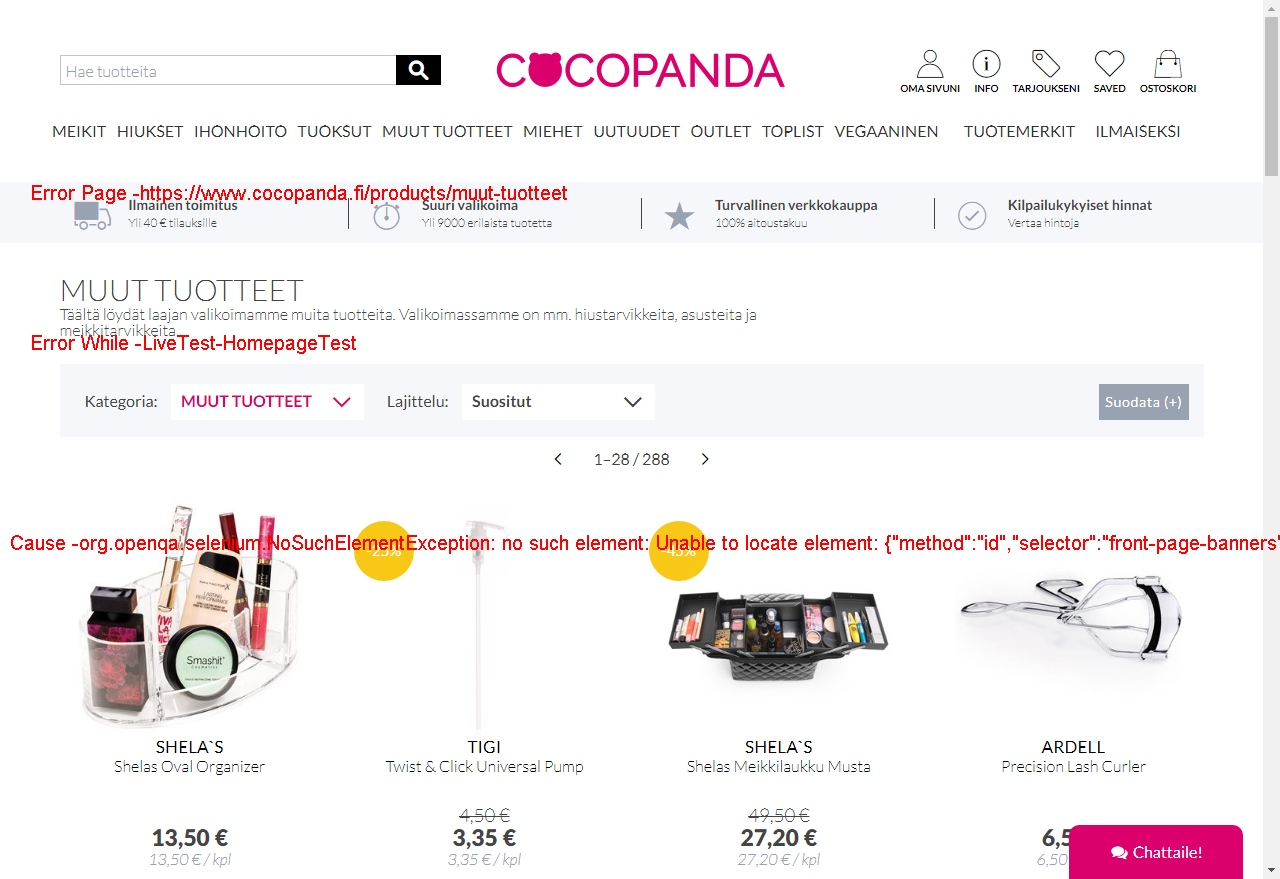 Hae tuotteita
COCOPANDA
OMA SIVUNI INFO TARJOUKSENI SAVED OSTOSKORI
MEIKIT HIUKSET IHONHOITO TUOKSUT MUUT TUOTTEET MIEHET UUTUUDET OUTLET TOPLIST VEGAANINEN TUOTEMERKIT ILMAISEKSI
Error Page -https://www.cocopanda.fi/products/muut-tuotteet
Ilmainen toimitus Suuri valikoima Turvallinen verkkokauppa Kilpailukykyiset hinnat
Yli 40 € tilauksille Yli 9000 erilaista tuotetta 100% aitoustakuu Vertaa hintoja
MUUT TUOTTEET
Täältä löydät laajan valikoimamme muita tuotteita. Valikoimassamme on mm. hiustarvikkeita, asusteita ja
meikkitarvikkeita.
Error While -LiveTest-HomepageTest
Kategoria: MUUT TUOTTEET Lajittelu: Suositut Suodata (+)
1–28 / 288
Cause -org.openqa.selenium.NoSuchElementException: no such element: Unable to locate element: {"method":"id","selector":"front-page-banners"
-25% -45%
Smashit
COSMETICS
LASTING
PERFORMANCE
SHELA`S TIGI SHELA`S ARDELL
Shelas Oval Organizer Twist & Click Universal Pump Shelas Meikkilaukku Musta Precision Lash Curler
4,50 € 49,50 €
13,50 € 3,35 € 27,20 € 6,5
13,50 € / kpl 3,35 € / kpl 27,20 € / kpl 6,50
Chattaile!